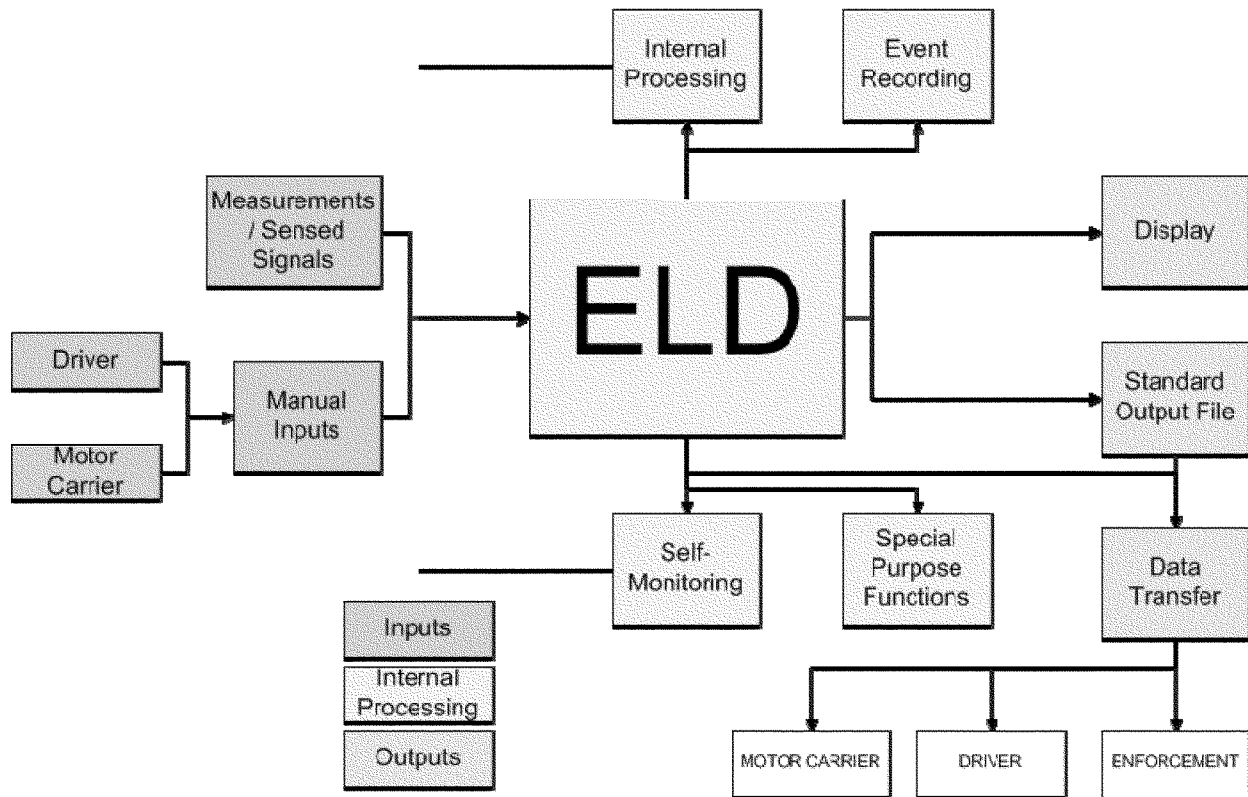 Internal
Processing
Event
Recording
Measurements
/ Sensed
Signals
ELD
Display
Driver
Manual
Inputs
Motor
Carrier
Standard
Output File
Self-
Monitoring
Special
Purpose
Functions
Data
Transfer
Inputs
Internal
Processing
Outputs
MOTOR CARRIER
DRIVER
ENFORCEMENT